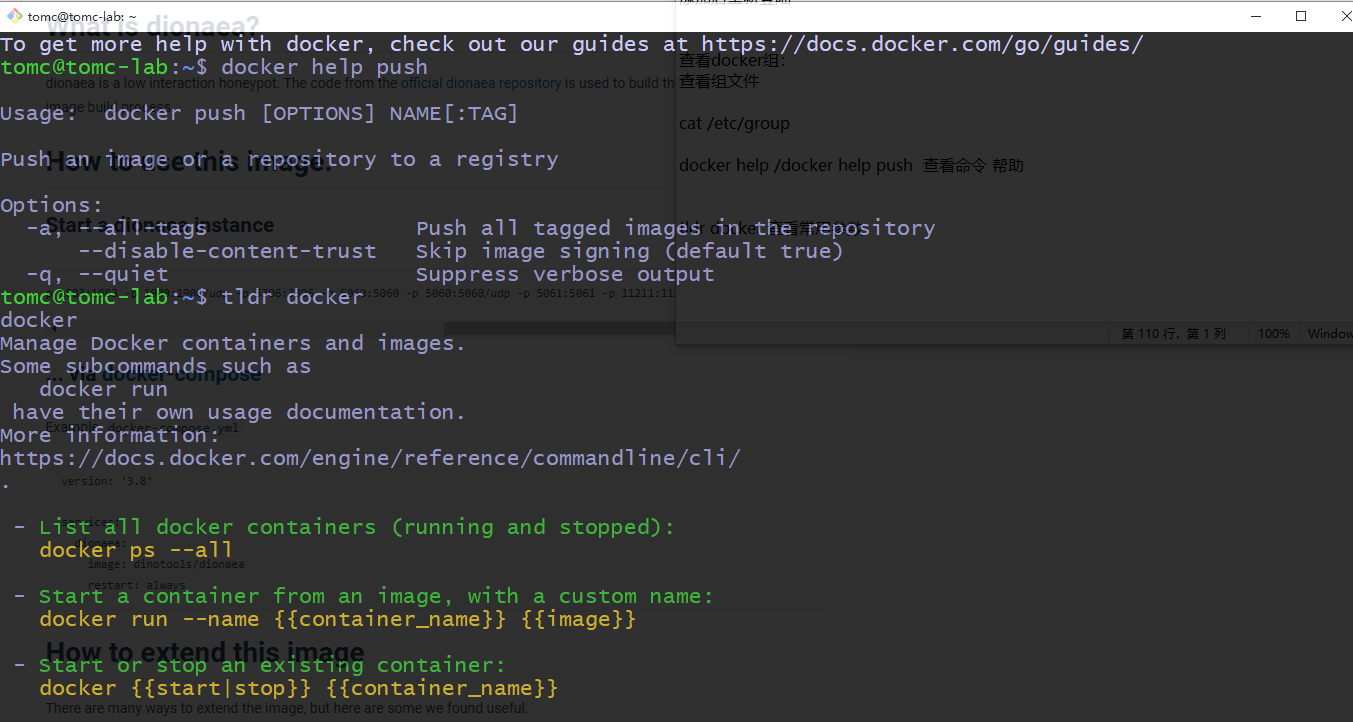 tomc@tomc-lab: ~
To get more help with docker, check out our guides at https://docs.docker.com/go/guides/
tomc@tomc-lab:~$ docker help push
Usage:  docker push [OPTIONS] NAME[:TAG]
Push an image or a repository to a registry
Options:
  -a, --all-tags                Push all tagged images in the repository
      --disable-content-trust   Skip image signing (default true)
  -q, --quiet                   Suppress verbose output
tomc@tomc-lab:~$ tldr docker
docker
Manage Docker containers and images.
Some subcommands such as
   docker run
 have their own usage documentation.
More information:
https://docs.docker.com/engine/reference/commandline/cli/
.
 - List all docker containers (running and stopped):
   docker ps --all
 - Start a container from an image, with a custom name:
   docker run --name {{container_name}} {{image}}
 - Start or stop an existing container:
   docker {{start|stop}} {{container_name}}
What is dionaea?
dionaea is a low interaction honeypot. The code from the official dionaea repository is used to build th
image build process.
How to use this image.
Start a dionaea instance
... via docker-compose
Example docker-compose.yml
version: '3.8'
dionaea:
image: dinotools/dionaea
restart: always
How to extend this image
There are many ways to extend the image, but here are some we found useful.
查看docker组:
查看组文件
cat /etc/group
docker help /docker help push  查看命令 帮助
tldr docker 查看常用参数
第 110 行，第 1 列
100%
Window